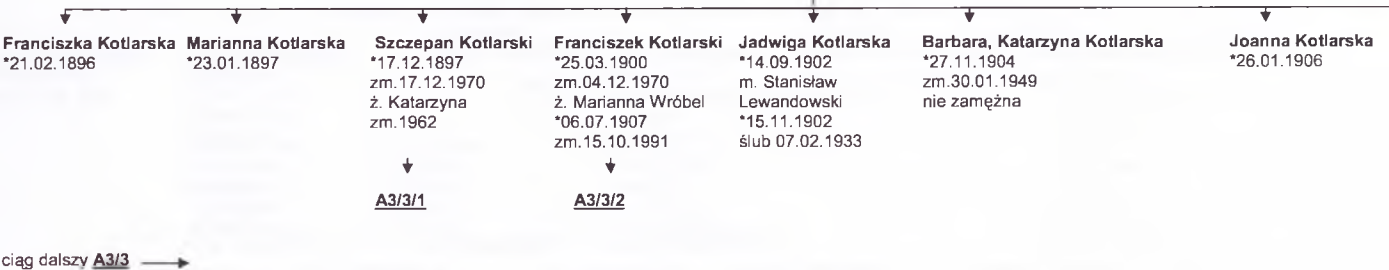 Franciszka Kotlarska
*21.02.1896
Marianna Kotlarska
*23.01.1897
Szczepan Kotlarski
*17.12.1897
zm.17.12.1970
ż. Katarzyna
zm.1962
A3/3/1
Franciszek Kotlarski
*25.03.1900
zm.04.12.1970
ż. Marianna Wróbel
*06.07.1907
zm.15.10.1991
A3/3/2
Jadwiga Kotlarska
*14.09.1902
m. Stanisław
Lewandowski
*15.11.1902
ślub 07.02.1933
Barbara, Katarzyna Kotlarska
*27.11.1904
zm.30.01.1949
nie zamężna
Joanna Kotlarska
*26.01.1906
ciąg dalszy A3/3